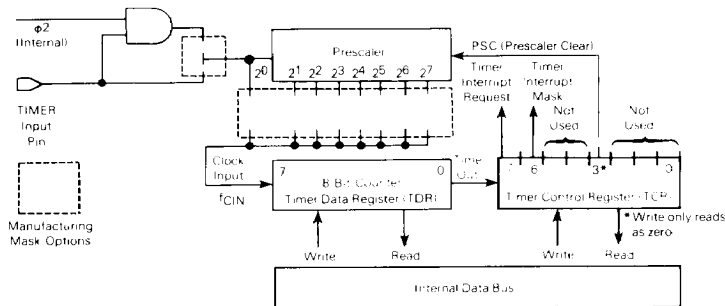 φ2
(Internal)
TIMER
Input
Pin
Manufacturing
Mask Options
Prescaler
2⁰ 2¹ 2² 2³ 2⁴ 2⁵ 2⁶ 2⁷
PSC (Prescaler Clear)
Timer
Interrupt
Request
Timer
Interrupt
Mask
Not
Used
Not
Used
Clock
Input
fCIN
7 0
8 Bit Counter
Timer Data Register (TDR)
Time
Out
7 6 3* 0
Timer Control Register (TCR)
* Write only reads
as zero
Write
Read
Write
Read
Internal Data Bus